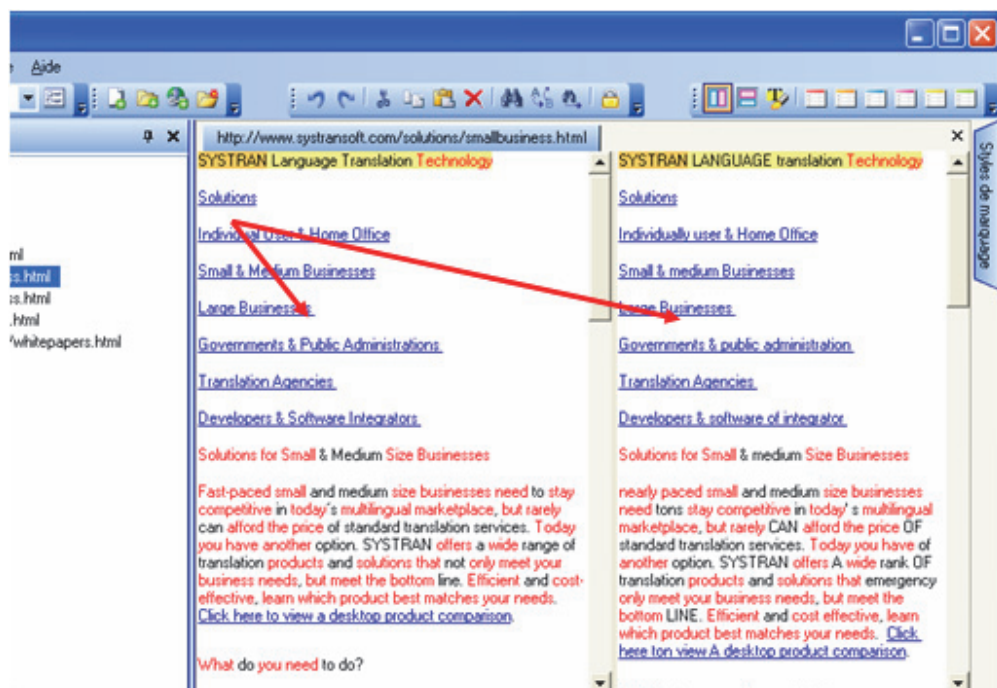 Aide
http://www.systransoft.com/solutions/smallbusiness.html
Styles de marquage
ml
ss.html
ss.html
.html
/whitepapers.html
SYSTRAN Language Translation Technology
Solutions
Individual User & Home Office
Small & Medium Businesses
Large Businesses
Governments & Public Administrations
Translation Agencies
Developers & Software Integrators
Solutions for Small & Medium Size Businesses
Fast-paced small and medium size businesses need to stay
competitive in today's multilingual marketplace, but rarely
can afford the price of standard translation services. Today
you have another option. SYSTRAN offers a wide range of
translation products and solutions that not only meet your
business needs, but meet the bottom line. Efficient and cost-
effective, learn which product best matches your needs.
Click here to view a desktop product comparison.
What do you need to do?
SYSTRAN LANGUAGE translation Technology
Solutions
Individually user & Home Office
Small & medium Businesses
Large Businesses
Governments & public administration
Translation Agencies
Developers & software of integrator
Solutions for Small & medium Size Businesses
nearly paced small and medium size businesses
need tons stay competitive in today' s multilingual
marketplace, but rarely CAN afford the price OF
standard translation services. Today you have of
another option. SYSTRAN offers A wide rank OF
translation products and solutions that emergency
only meet your business needs, but meet the
bottom LINE. Efficient and cost effective, learn
which product best matches your needs. Click
here ton view A desktop product comparison.